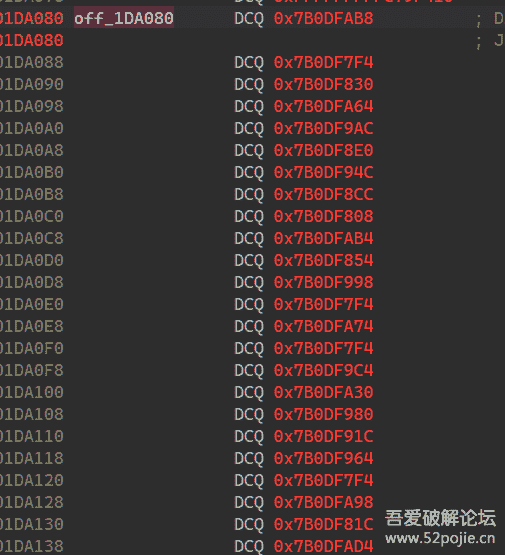 01DA080 off_1DA080 DCQ 0x7B0DFAB8 ; D
01DA080 ; J
01DA088 DCQ 0x7B0DF7F4
01DA090 DCQ 0x7B0DF830
01DA098 DCQ 0x7B0DFA64
01DA0A0 DCQ 0x7B0DF9AC
01DA0A8 DCQ 0x7B0DF8E0
01DA0B0 DCQ 0x7B0DF94C
01DA0B8 DCQ 0x7B0DF8CC
01DA0C0 DCQ 0x7B0DF808
01DA0C8 DCQ 0x7B0DFAB4
01DA0D0 DCQ 0x7B0DF854
01DA0D8 DCQ 0x7B0DF998
01DA0E0 DCQ 0x7B0DF7F4
01DA0E8 DCQ 0x7B0DFA74
01DA0F0 DCQ 0x7B0DF7F4
01DA0F8 DCQ 0x7B0DF9C4
01DA100 DCQ 0x7B0DFA30
01DA108 DCQ 0x7B0DF980
01DA110 DCQ 0x7B0DF91C
01DA118 DCQ 0x7B0DF964
01DA120 DCQ 0x7B0DF7F4
01DA128 DCQ 0x7B0DFA98
01DA130 DCQ 0x7B0DF81C
01DA138 DCQ 0x7B0DFAD4
吾爱破解论坛
www.52pojie.cn